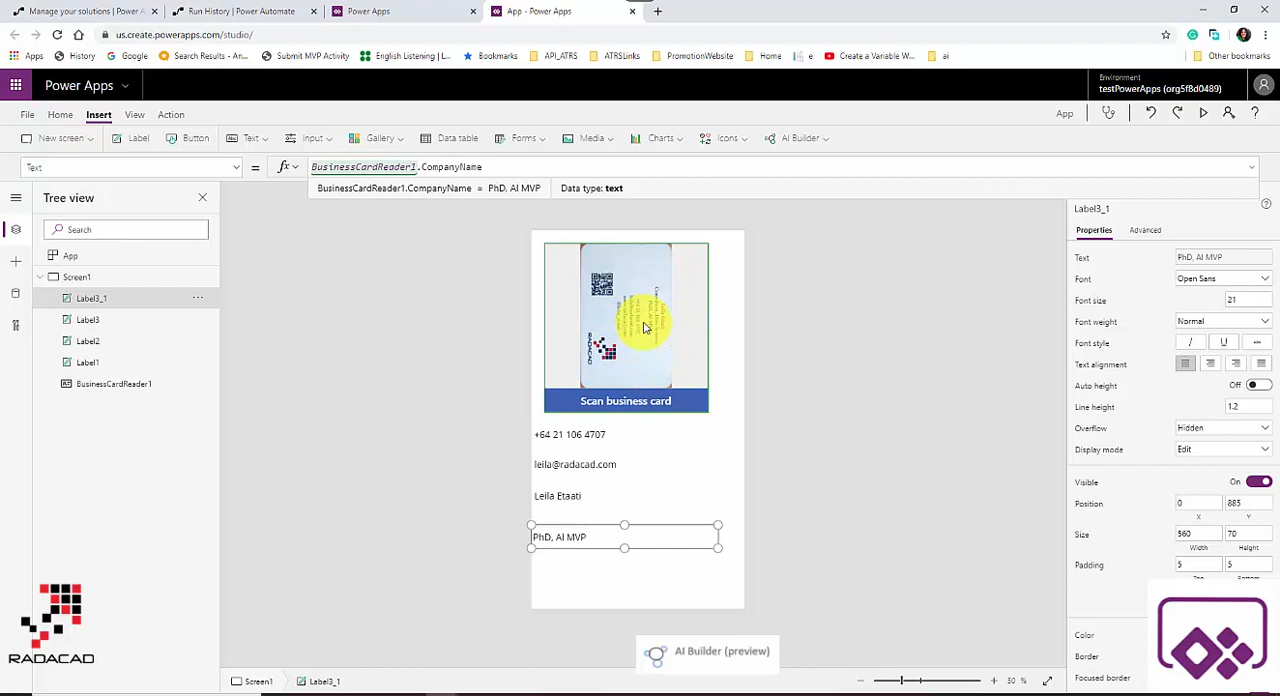 Manage your solutions | Power A
Run History | Power Automate
Power Apps
App - Power Apps
us.create.powerapps.com/studio/
Apps
History
Google
Search Results - An...
Submit MVP Activity
English Listening | L...
Bookmarks
API_ATRS
ATRSLinks
PromotionWebsite
Home
e
Create a Variable W...
ai
Other bookmarks
Power Apps
Environment
testPowerApps (org5f8d0489)
File
Home
Insert
View
Action
App
New screen
Label
Button
Text
Input
Gallery
Data table
Forms
Media
Charts
Icons
AI Builder
Text
= fx
BusinessCardReader1.CompanyName
BusinessCardReader1.CompanyName = PhD, AI MVP
Data type: text
Tree view
Search
App
Screen1
Label3_1
Label3
Label2
Label1
BusinessCardReader1
RADACAD
Scan business card
+64 21 106 4707
leila@radacad.com
Leila Etaati
PhD, AI MVP
Label3_1
Properties
Advanced
Text
PhD, AI MVP
Font
Open Sans
Font size
21
Font weight
Normal
Font style
/ U
Text alignment
Auto height
Off
Line height
1.2
Overflow
Hidden
Display mode
Edit
Visible
On
Position
0
885
X
Y
Size
560
70
Width
Height
Padding
5
5
Color
Border
Focused border
RADACAD
AI Builder (preview)
Screen1
Label3_1
50 %